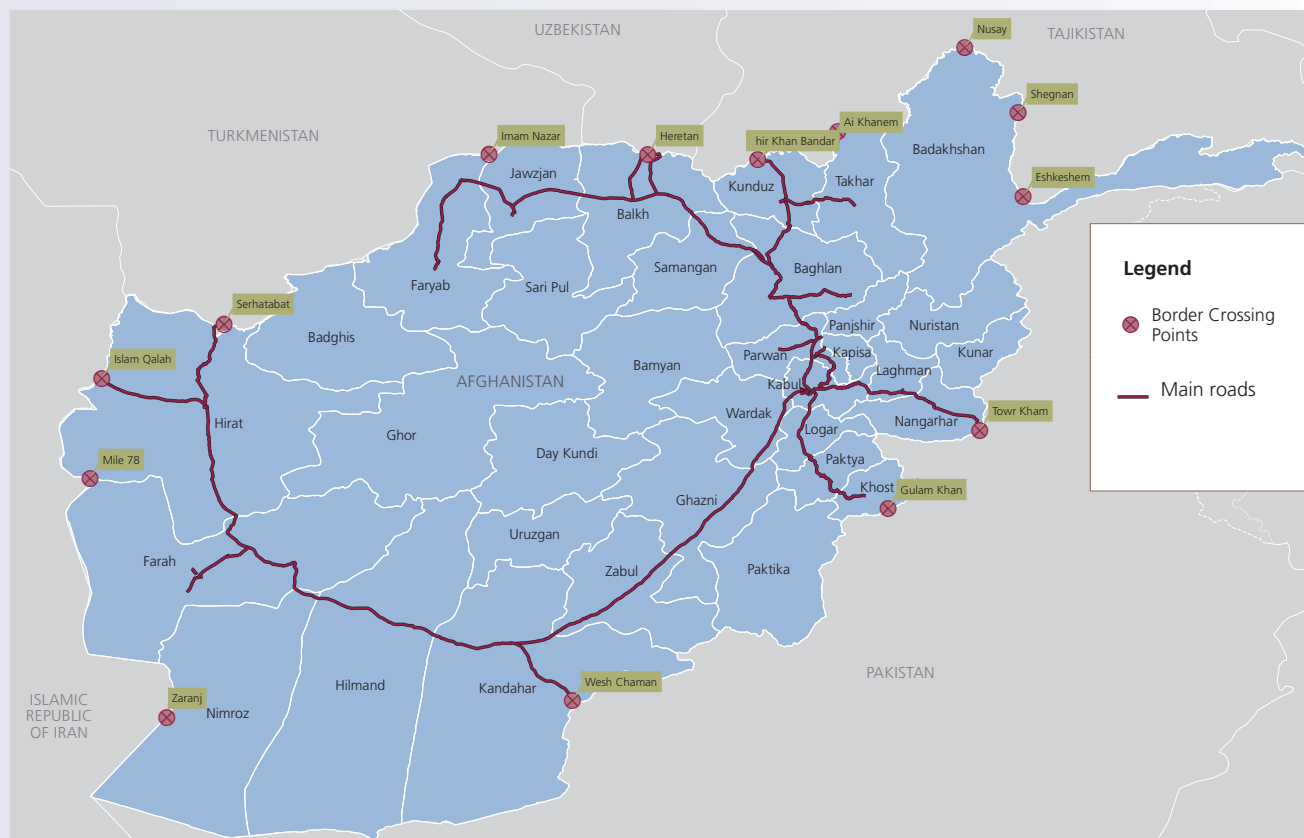 UZBEKISTAN
Nusay
TAJIKISTAN
Shegnan
Ai Khanem
TURKMENISTAN
Imam Nazar
Heretan
hir Khan Bandar
Badakhshan
Jawzjan
Kunduz
Takhar
Eshkeshem
Balkh
Samangan
Baghlan
Faryab
Sari Pul
Serhatabat
Panjshir
Nuristan
Badghis
Islam Qalah
Parwan
Kapisa
Kunar
Bamyan
Laghman
AFGHANISTAN
Kabul
Wardak
Towr Kham
Hirat
Nangarhar
Ghor
Logar
Day Kundi
Mile 78
Paktya
Khost
Gulam Khan
Ghazni
Uruzgan
Farah
Zabul
Paktika
PAKISTAN
Hilmand
Kandahar
Wesh Chaman
Zaranj
Nimroz
ISLAMIC
REPUBLIC
OF IRAN
Legend
Border Crossing
Points
Main roads